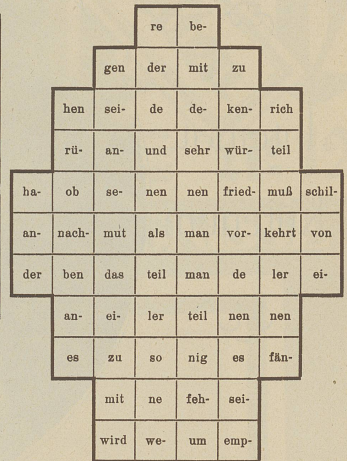 re be-
gen der mit zu
hen sei- de de- ken- rich
rü- an- und sehr wür- teil
ha- ob se- nen nen fried- muß schil-
an- nach- mut als man vor- kehrt von
der ben das teil man de ler ei-
an- ei- ler teil nen nen
es zu so nig es fän-
mit ne feh- sei-
wird we- um emp-